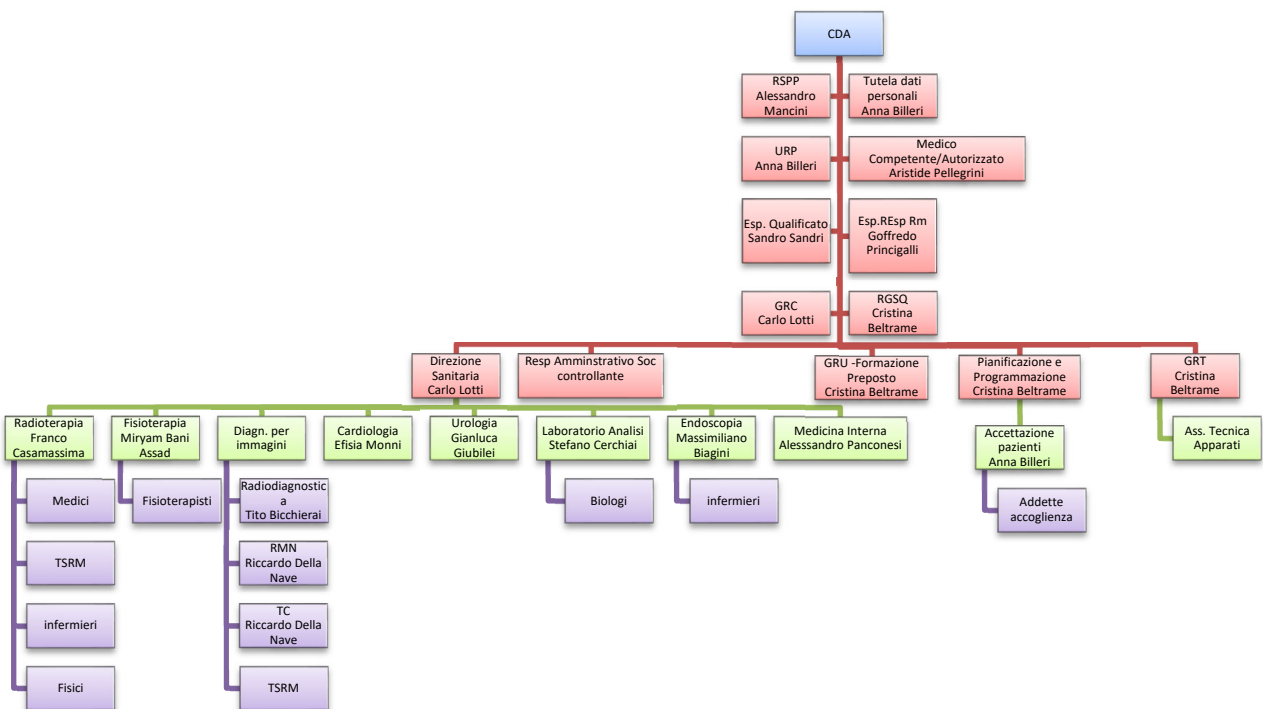 CDA
RSPP
Alessandro
Mancini
Tutela dati
personali
Anna Billeri
URP
Anna Billeri
Medico
Competente/Autorizzato
Aristide Pellegrini
Esp. Qualificato
Sandro Sandri
Esp.REsp Rm
Goffredo
Principalli
GRC
Carlo Lotti
RGSQ
Cristina
Beltrame
Direzione
Sanitaria
Carlo Lotti
Resp Amminstrativo Soc
controllante
GRU -Formazione
Preposto
Cristina Beltrame
Pianificazione e
Programmazione
Cristina Beltrame
GRT
Cristina
Beltrame
Radioterapia
Franco
Casamassima
Fisioterapia
Miryam Bani
Assad
Diagn. per
immagini
Cardiologia
Efisia Monni
Urologia
Gianluca
Giubilei
Laboratorio Analisi
Stefano Cerchiai
Endoscopia
Massimiliano
Biagini
Medicina Interna
Alesssandro Panconesi
Accettazione
pazienti
Anna Billeri
Ass. Tecnica
Apparati
Medici
Fisioterapisti
Radiodiagnostic
a
Tito Bicchierai
Biologi
infermieri
Addette
accoglienza
TSRM
RMN
Riccardo Della
Nave
infermieri
TC
Riccardo Della
Nave
Fisici
TSRM